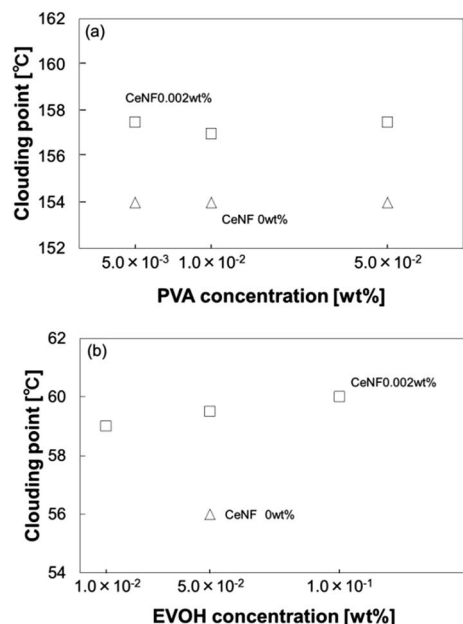 (a)
162
160
158
156
154
152
Clouding point [℃]
CeNF0.002wt%
CeNF 0wt%
5.0 × 10⁻³ 1.0 × 10⁻² 5.0 × 10⁻²
PVA concentration [wt%]
(b)
62
60
58
56
54
Clouding point [℃]
CeNF0.002wt%
CeNF 0wt%
1.0 × 10⁻² 5.0 × 10⁻² 1.0 × 10⁻¹
EVOH concentration [wt%]